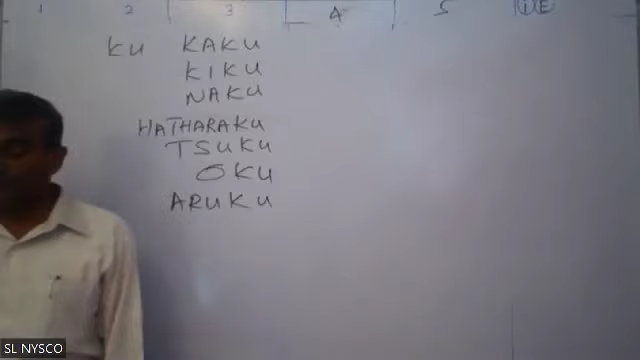 1 2 3 4 5
KU KAKU
KIKU
NAKU
HATHARAKU
TSUKU
OKU
ARUKU
SL NYSCO